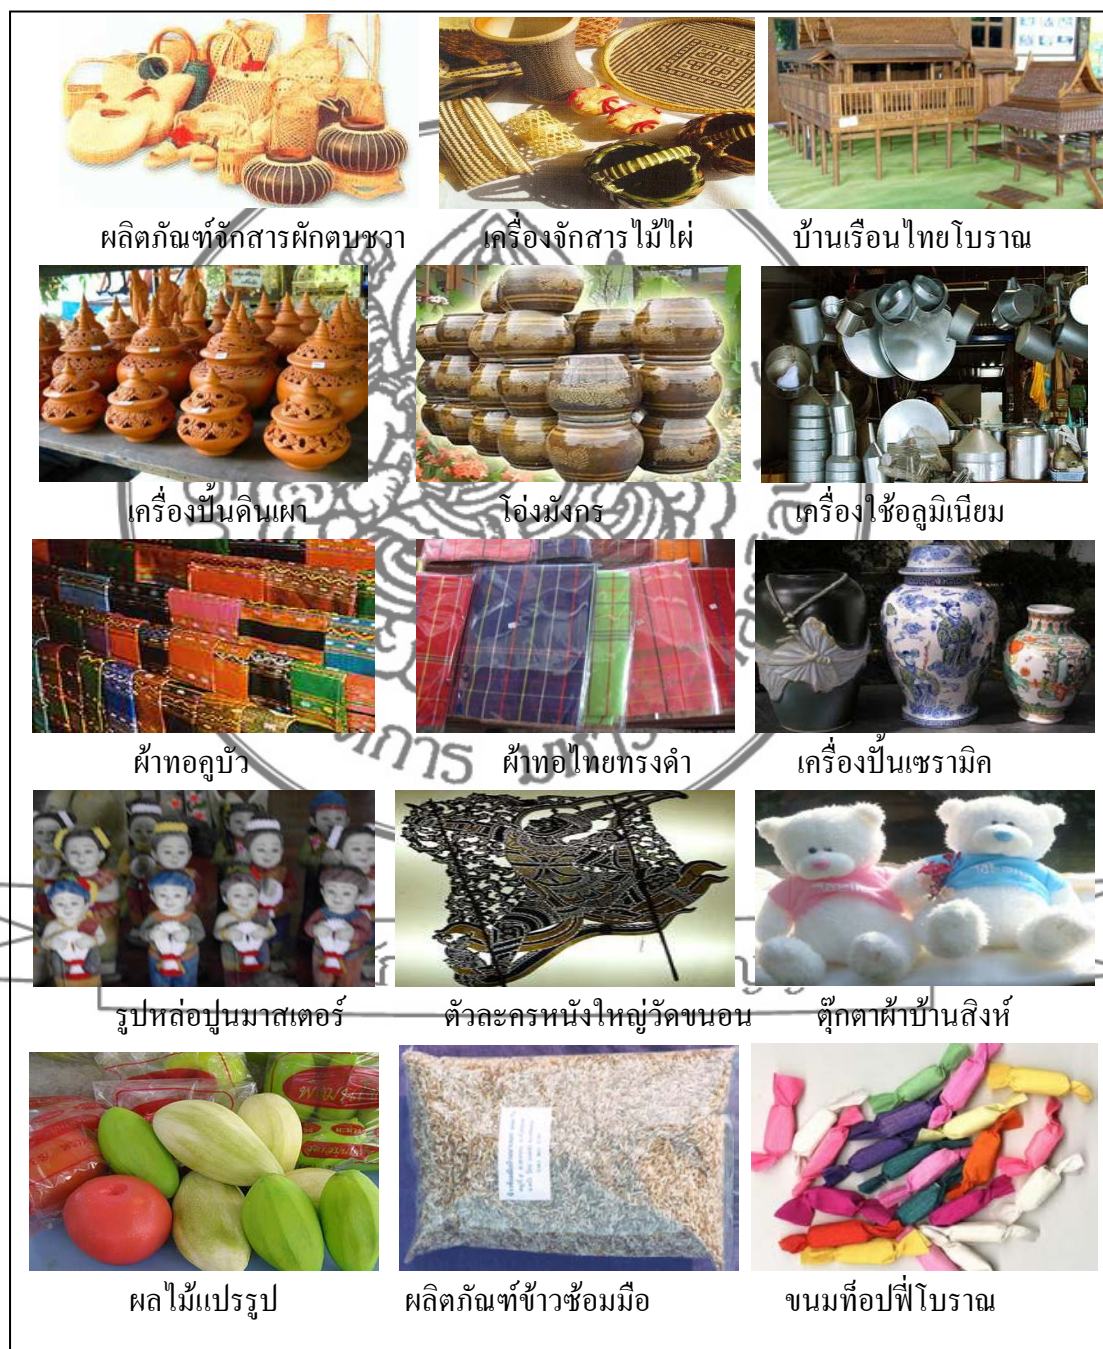 ผลิตภัณฑ์จักสารผักตบชวา
เครื่องจักสารไม้ไผ่
บ้านเรือนไทยโบราณ
เครื่องปั้นดินเผา
โอ่งมังกร
เครื่องใช้อลูมิเนียม
ผ้าทอคูบัว
ผ้าทอไทยทรงดำ
เครื่องปั้นเซรามิค
รูปหล่อปูนมาสเตอร์
ตัวละครหนังใหญ่วัดขนอน
ตุ๊กตาผ้าบ้านสิงห์
ผลไม้แปรรูป
ผลิตภัณฑ์ข้าวซ้อมมือ
ขนมท็อปฟี่โบราณ